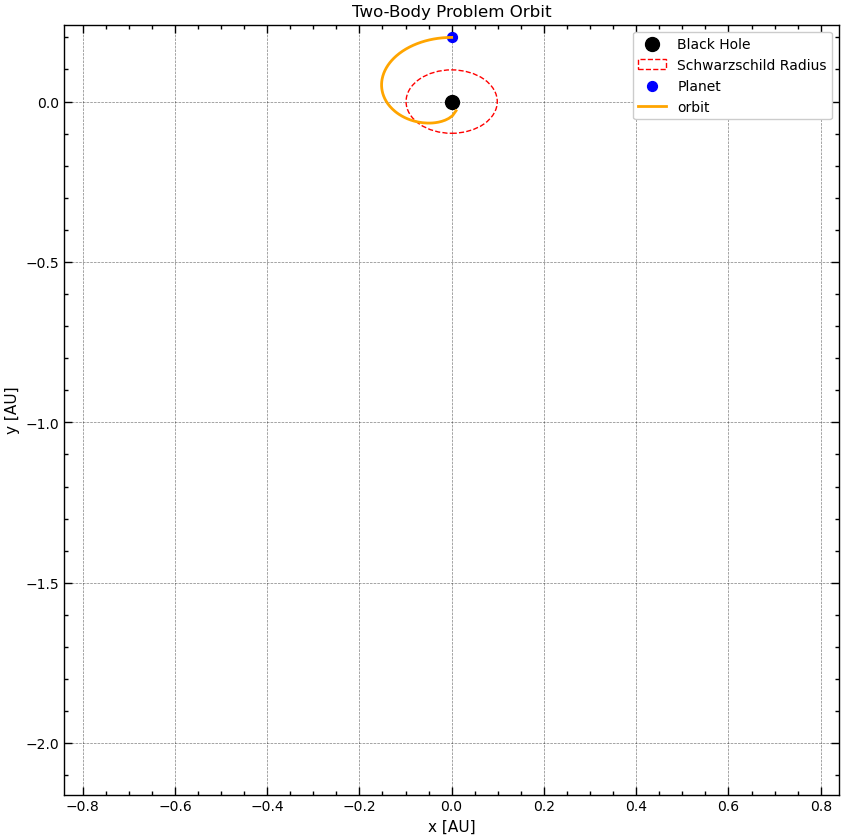 Two-Body Problem Orbit
Black Hole
Schwarzschild Radius
Planet
orbit
0.0
−0.5
−1.0
−1.5
−2.0
y [AU]
−0.8 −0.6 −0.4 −0.2 0.0 0.2 0.4 0.6 0.8
x [AU]